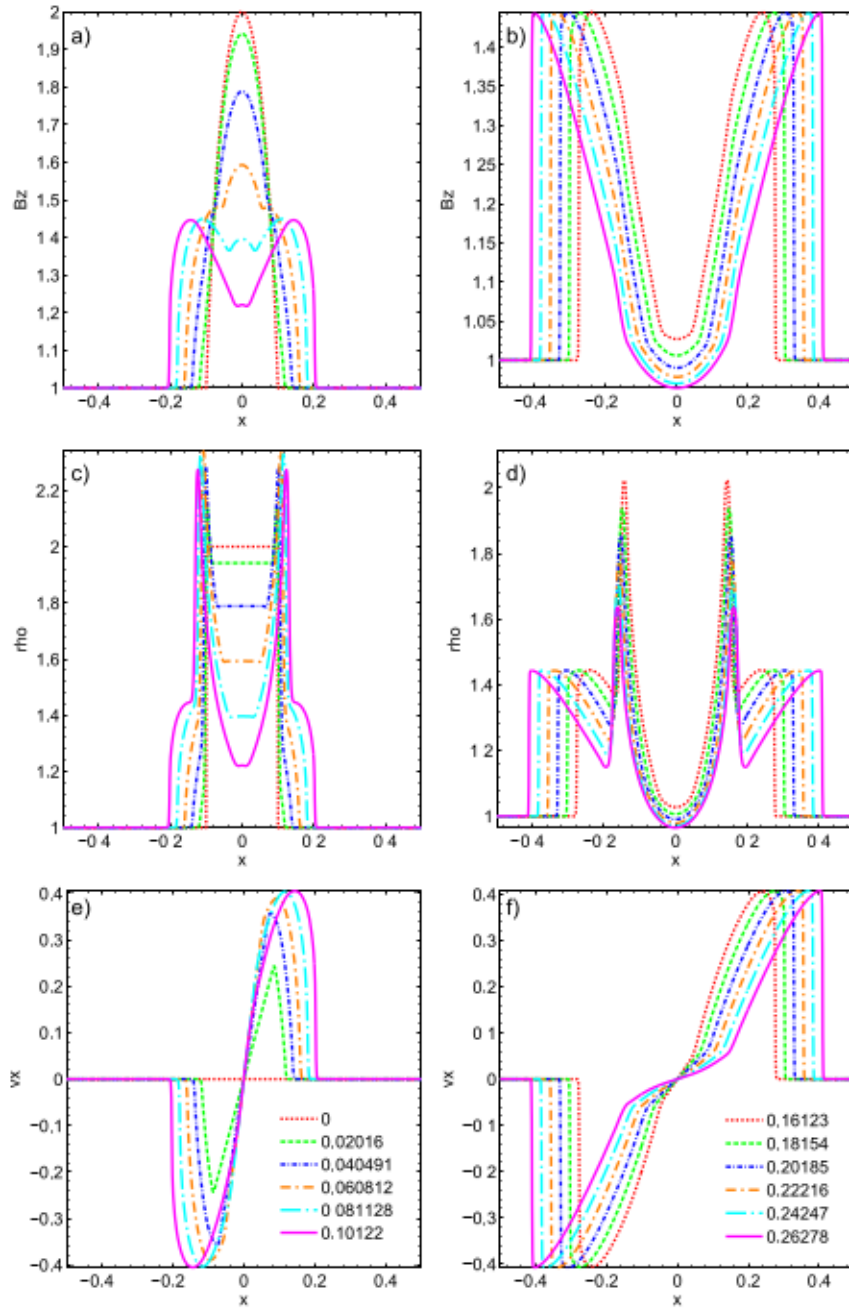 a)
2
1.9
1.8
1.7
1.6
1.5
1.4
1.3
1.2
1.1
1
Bz
−0,4 −0.2 0 0.2 0.4
x
b)
1.4
1.35
1.3
1.25
1.2
1.15
1.1
1.05
1
Bz
−0,4 −0.2 0 0.2 0.4
x
c)
2.2
2
1.8
1.6
1.4
1.2
1
rho
−0.4 −0 2 0 0 2 0.4
x
d)
2
1.8
1.6
1.4
1.2
1
rho
−0 4 −0 2 0 0.2 0.4
x
e)
0.4
0.3
0.2
0 1
0
−0.1
−0.2
−0.3
−0.4
vx
0
0.02016
0.040491
0,060812
0 081128
0.10122
−0.4 −0.2 0 0.2 0.4
x
f)
0.4
0.3
0.2
0 1
0
−0 1
−0.2
−0.3
−0.4
vx
0,16123
0.18154
0.20185
0.22216
0.24247
0.26278
−0.4 −0.2 0 0.2 0.4
x